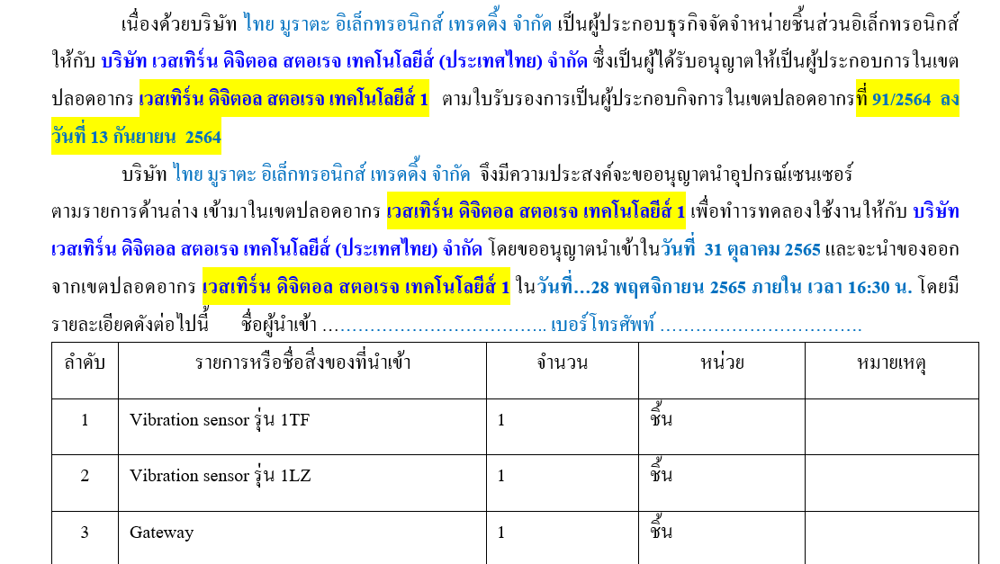 เนื่องด้วยบริษัท ไทย มูราตะ อิเล็กทรอนิกส์ เทรดดิ้ง จำกัด เป็นผู้ประกอบธุรกิจจัดจำหน่ายชิ้นส่วนอิเล็กทรอนิกส์
ให้กับ บริษัท เวสเทิร์น ดิจิตอล สตอเรจ เทคโนโลยีส์ (ประเทศไทย) จำกัด ซึ่งเป็นผู้ได้รับอนุญาตให้เป็นผู้ประกอบการในเขต
ปลอดอากร เวสเทิร์น ดิจิตอล สตอเรจ เทคโนโลยีส์ 1 ตามใบรับรองการเป็นผู้ประกอบกิจการในเขตปลอดอากรที่ 91/2564 ลง
วันที่ 13 กันยายน 2564
บริษัท ไทย มูราตะ อิเล็กทรอนิกส์ เทรดดิ้ง จำกัด จึงมีความประสงค์จะขออนุญาตนำอุปกรณ์เซนเซอร์
ตามรายการด้านล่าง เข้ามาในเขตปลอดอากร เวสเทิร์น ดิจิตอล สตอเรจ เทคโนโลยีส์ 1 เพื่อทำารทดลองใช้งานให้กับ บริษัท
เวสเทิร์น ดิจิตอล สตอเรจ เทคโนโลยีส์ (ประเทศไทย) จำกัด โดยขออนุญาตนำเข้าในวันที่ 31 ตุลาคม 2565 และจะนำของออก
จากเขตปลอดอากร เวสเทิร์น ดิจิตอล สตอเรจ เทคโนโลยีส์ 1 ในวันที่…28 พฤศจิกายน 2565 ภายใน เวลา 16:30 น. โดยมี
รายละเอียดดังต่อไปนี้ ชื่อผู้นำเข้า ………………………………….. เบอร์โทรศัพท์ …………………………….
ลำดับ รายการหรือชื่อสิ่งของที่นำเข้า จำนวน หน่วย หมายเหตุ
1 Vibration sensor รุ่น 1TF 1 ชิ้น
2 Vibration sensor รุ่น 1LZ 1 ชิ้น
3 Gateway 1 ชิ้น